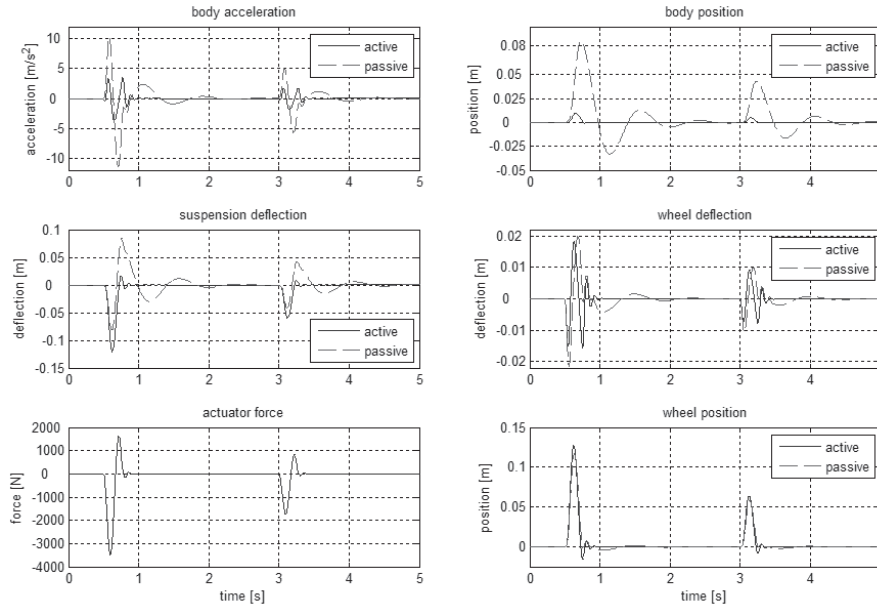 body acceleration
acceleration [m/s²]
10
5
0
-5
-10
active
passive
0 1 2 3 4 5
body position
position [m]
0.08
0.05
0.025
0
-0.025
-0.05
active
passive
0 1 2 3 4
suspension deflection
deflection [m]
0.1
0.05
0
-0.05
-0.1
-0.15
active
passive
0 1 2 3 4 5
wheel deflection
deflection [m]
0.02
0.01
0
-0.01
-0.02
active
passive
0 1 2 3 4
actuator force
force [N]
2000
1000
0
-1000
-2000
-3000
-4000
0 1 2 3 4 5
time [s]
wheel position
position [m]
0.15
0.10
0.05
0
active
passive
0 1 2 3 4
time [s]